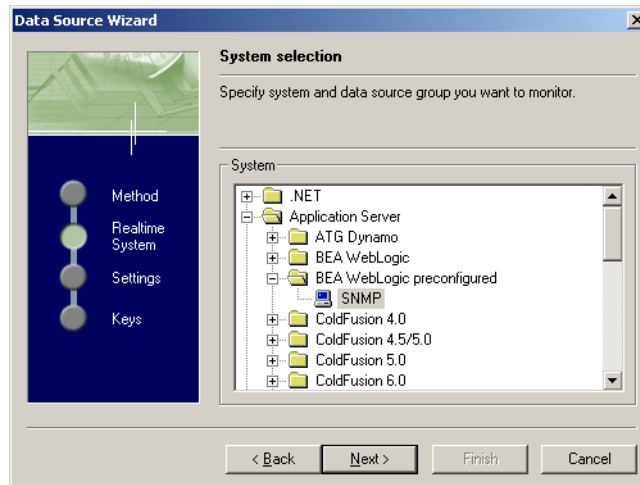 Data Source Wizard
System selection
Specify system and data source group you want to monitor.
Method
Realtime
System
Settings
Keys
System
.NET
Application Server
ATG Dynamo
BEA WebLogic
BEA WebLogic preconfigured
SNMP
ColdFusion 4.0
ColdFusion 4.5/5.0
ColdFusion 5.0
ColdFusion 6.0
< Back
Next >
Finish
Cancel